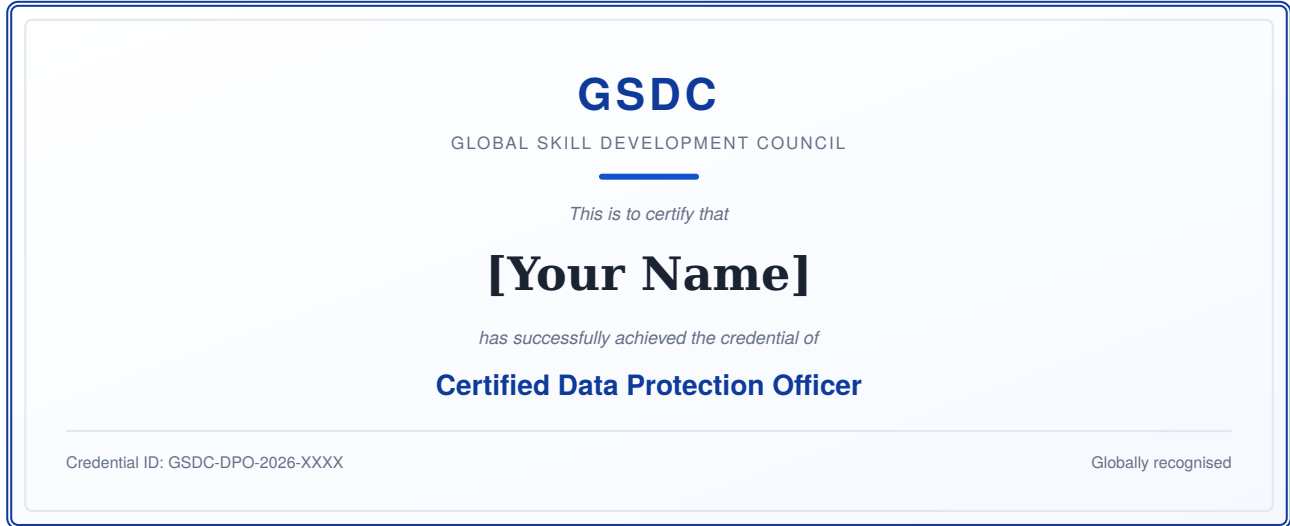 GSDC
GLOBAL SKILL DEVELOPMENT COUNCIL
This is to certify that
[Your Name]
has successfully achieved the credential of
Certified Data Protection Officer
Credential ID: GSDC-DPO-2026-XXXX
Globally recognised